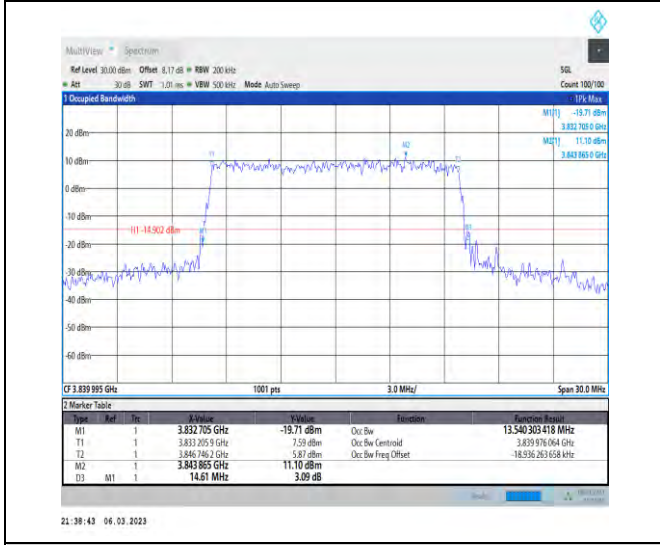 MultiView Spectrum
Ref Level 30.00 dBm Offset 8.17 dB RBW 200 kHz SGL
Att 30 dB SWT 1.01 ms VBW 500 kHz Mode Auto Sweep Count 100/100
1 Occupied Bandwidth 1Pk Max
M1[1] -19.71 dBm
3.832 705 0 GHz
20 dBm M2[1] 11.10 dBm
3.843 865 0 GHz
M2
T1
10 dBm
0 dBm
-10 dBm
H1 -14.902 dBm
M1
-20 dBm
-30 dBm
-40 dBm
-50 dBm
-60 dBm
CF 3.839 995 GHz 1001 pts 3.0 MHz/ Span 30.0 MHz
2 Marker Table
Type Ref Trc X-Value Y-Value Function Function Result
M1 1 3.832 705 GHz -19.71 dBm Occ Bw 13.540 303 418 MHz
T1 1 3.833 205 9 GHz 7.59 dBm Occ Bw Centroid 3.839 976 064 GHz
T2 1 3.846 746 2 GHz 5.87 dBm Occ Bw Freq Offset -18.936 263 658 kHz
M2 1 3.843 865 GHz 11.10 dBm
D3 M1 1 14.61 MHz 3.09 dB
21:38:43 06.03.2023